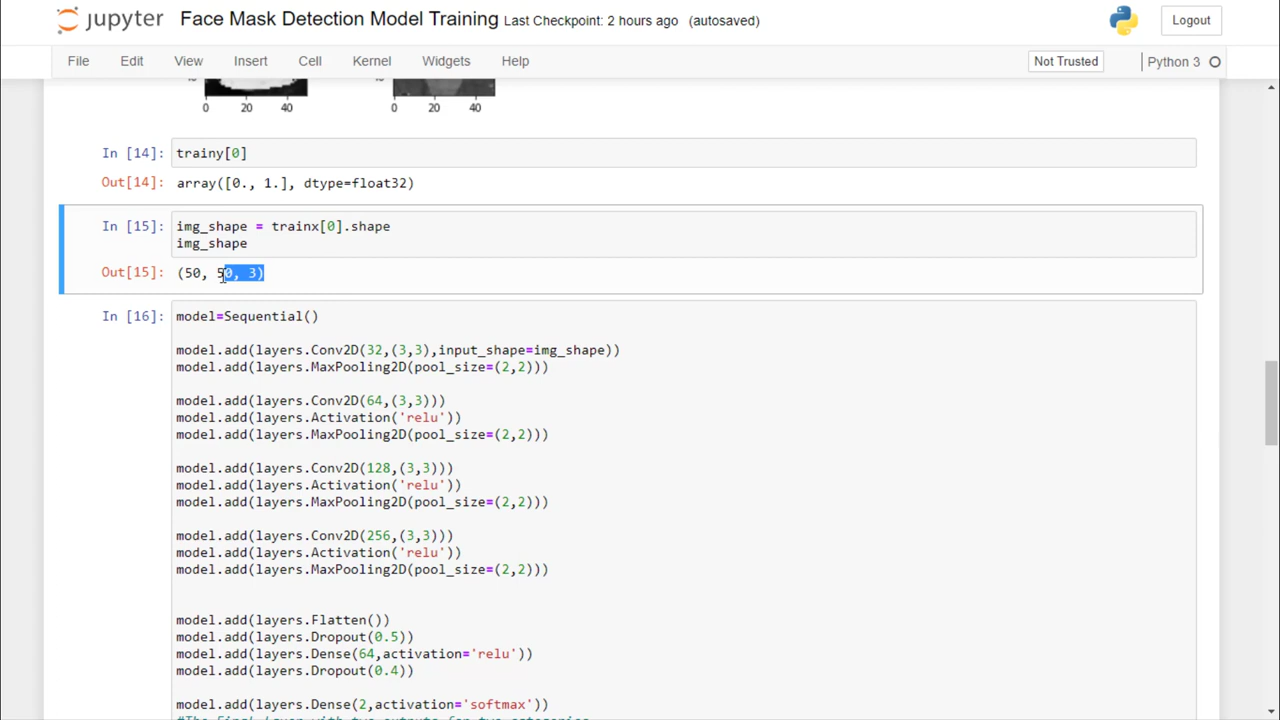 jupyter Face Mask Detection Model Training Last Checkpoint: 2 hours ago (autosaved) Logout
File Edit View Insert Cell Kernel Widgets Help Not Trusted Python 3
0 20 40 0 20 40
In [14]: trainy[0]
Out[14]: array([0., 1.], dtype=float32)
In [15]: img_shape = trainx[0].shape
img_shape
Out[15]: (50, 50, 3)
In [16]: model=Sequential()
model.add(layers.Conv2D(32,(3,3),input_shape=img_shape))
model.add(layers.MaxPooling2D(pool_size=(2,2)))
model.add(layers.Conv2D(64,(3,3)))
model.add(layers.Activation('relu'))
model.add(layers.MaxPooling2D(pool_size=(2,2)))
model.add(layers.Conv2D(128,(3,3)))
model.add(layers.Activation('relu'))
model.add(layers.MaxPooling2D(pool_size=(2,2)))
model.add(layers.Conv2D(256,(3,3)))
model.add(layers.Activation('relu'))
model.add(layers.MaxPooling2D(pool_size=(2,2)))
model.add(layers.Flatten())
model.add(layers.Dropout(0.5))
model.add(layers.Dense(64,activation='relu'))
model.add(layers.Dropout(0.4))
model.add(layers.Dense(2,activation='softmax'))